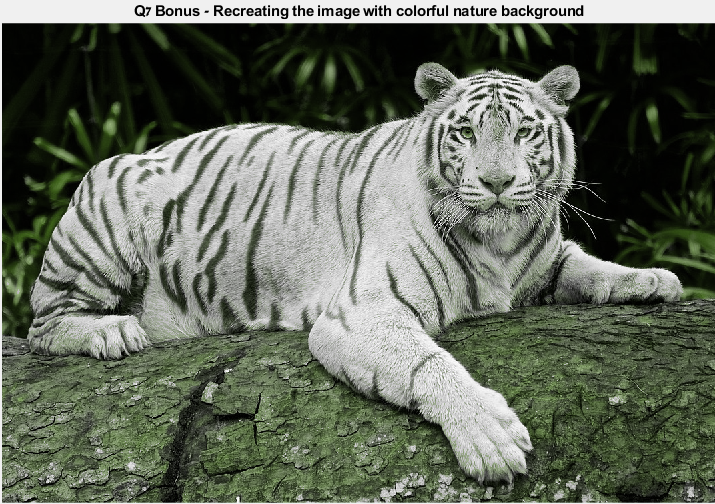 Q7 Bonus - Recreating the image with colorful nature background